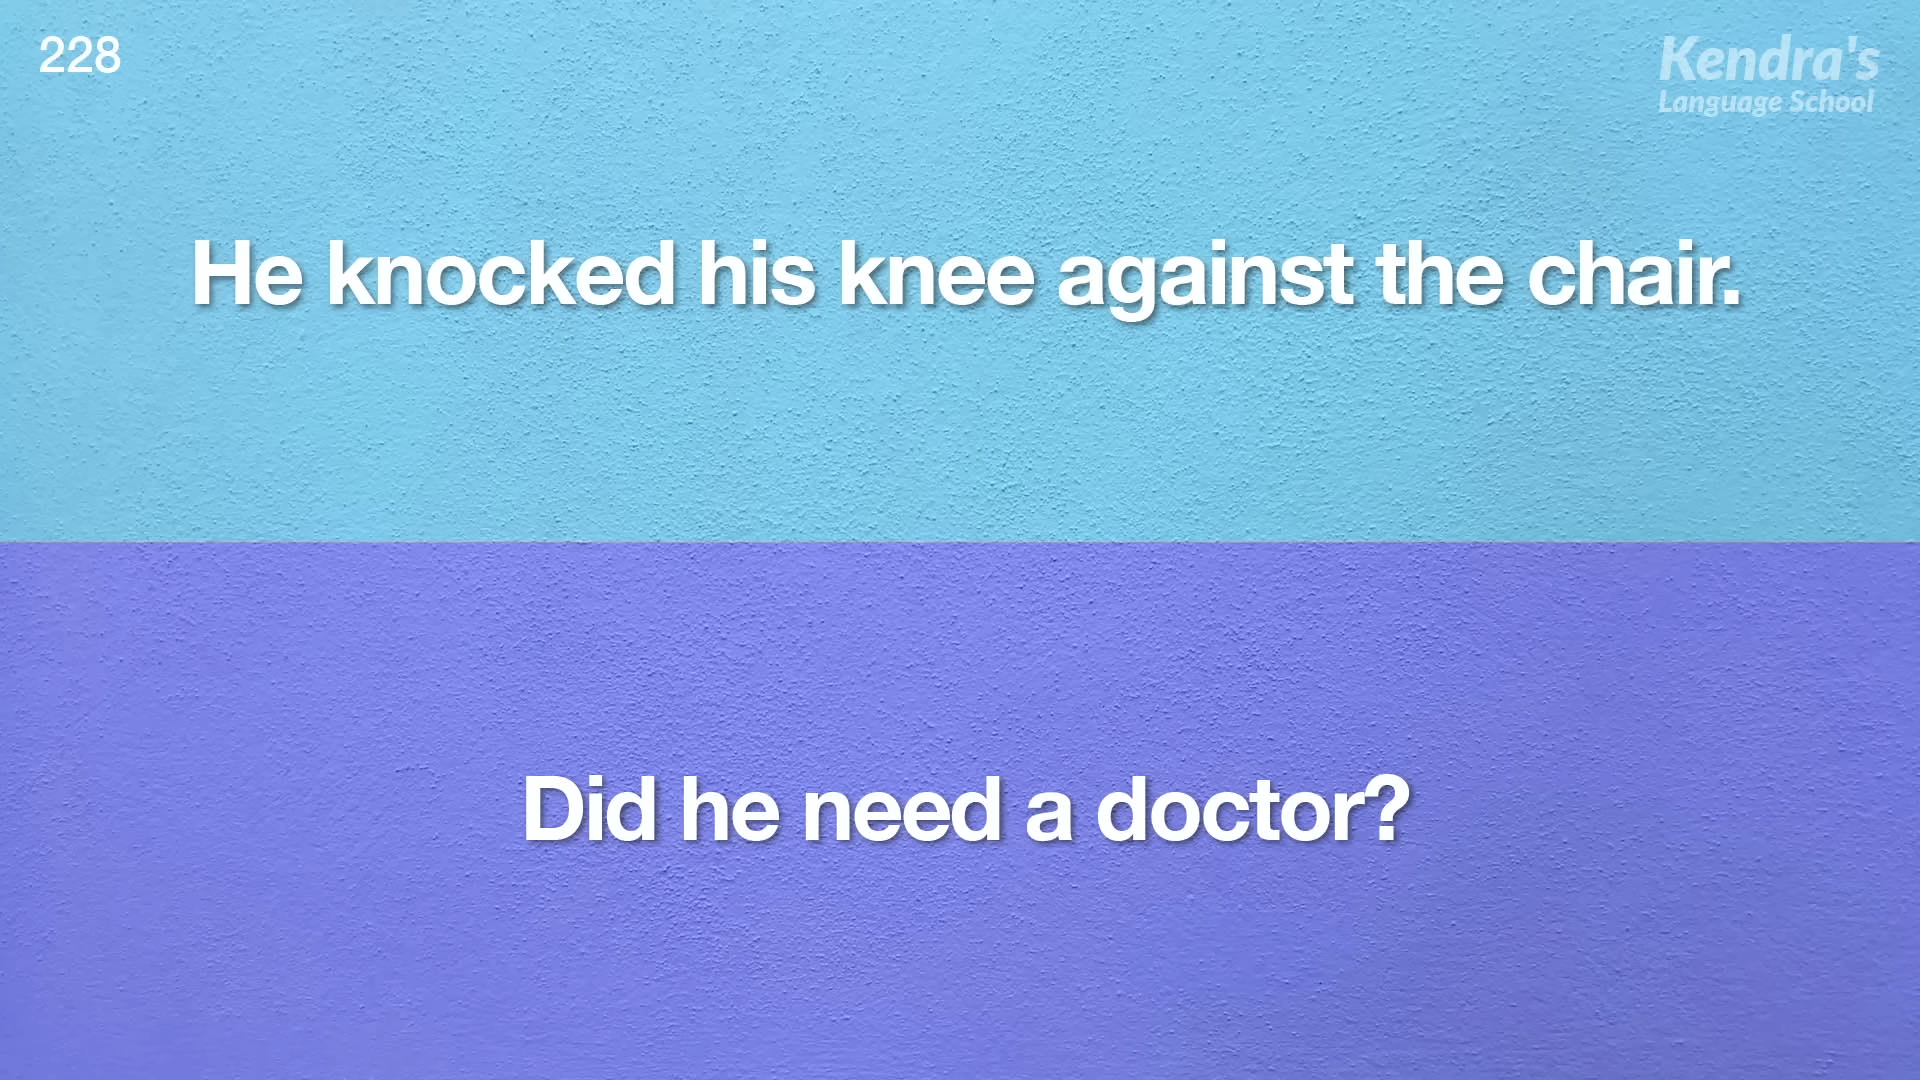 228
Kendra's
Language School
He knocked his knee against the chair.
Did he need a doctor?